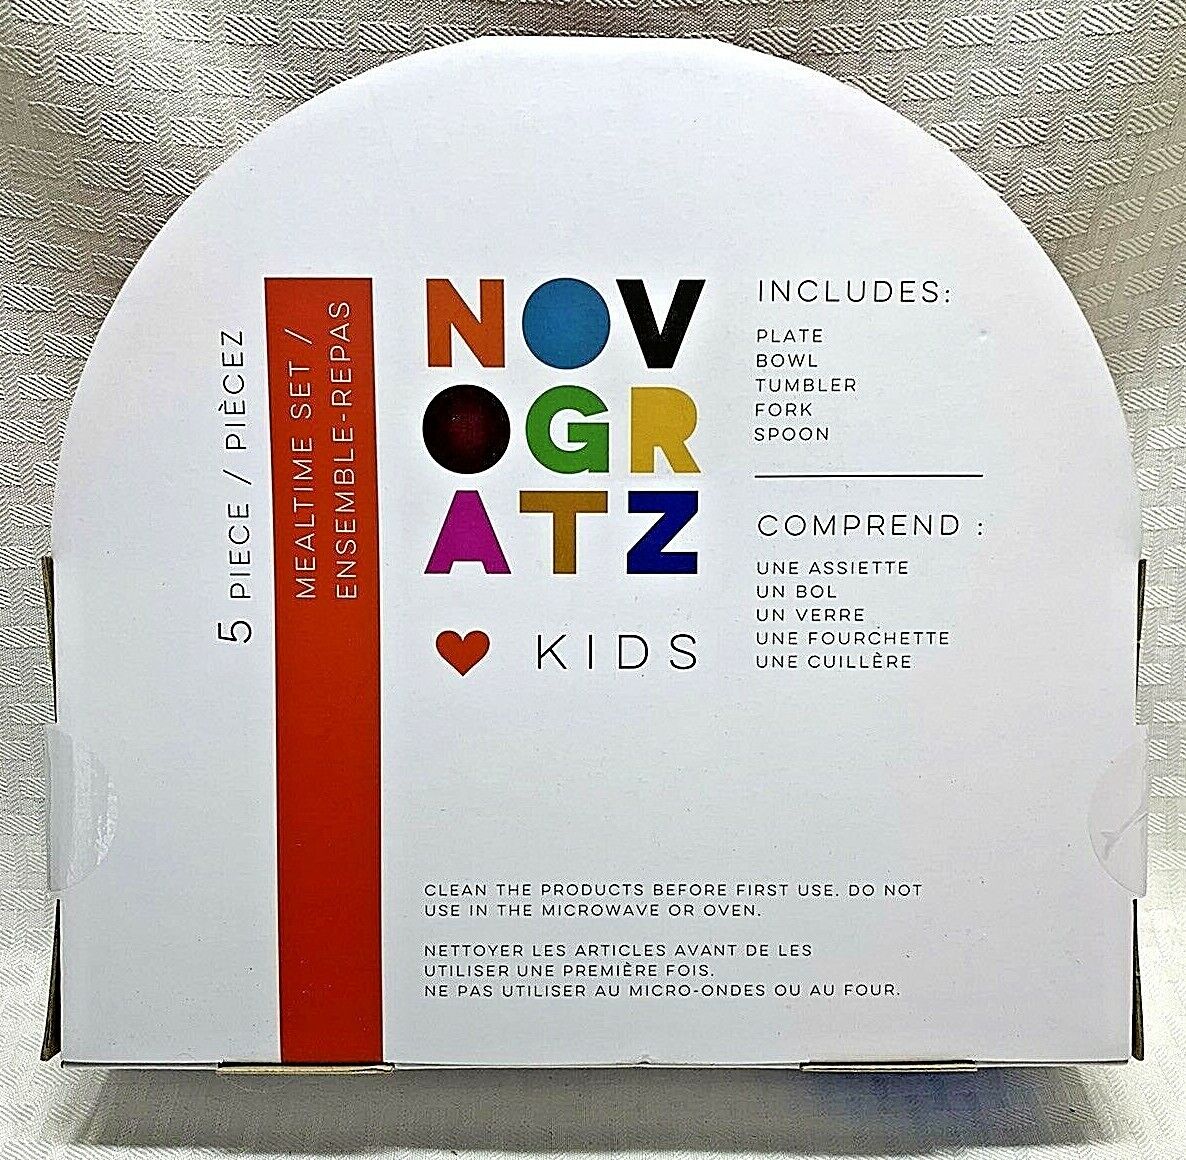 5 PIECE / PIÈCEZ
MEALTIME SET /
ENSEMBLE-REPAS
NOV
OGR
ATZ
KIDS
INCLUDES:
PLATE
BOWL
TUMBLER
FORK
SPOON
COMPREND :
UNE ASSIETTE
UN BOL
UN VERRE
UNE FOURCHETTE
UNE CUILLÈRE
CLEAN THE PRODUCTS BEFORE FIRST USE. DO NOT
USE IN THE MICROWAVE OR OVEN.
NETTOYER LES ARTICLES AVANT DE LES
UTILISER UNE PREMIÈRE FOIS.
NE PAS UTILISER AU MICRO-ONDES OU AU FOUR.